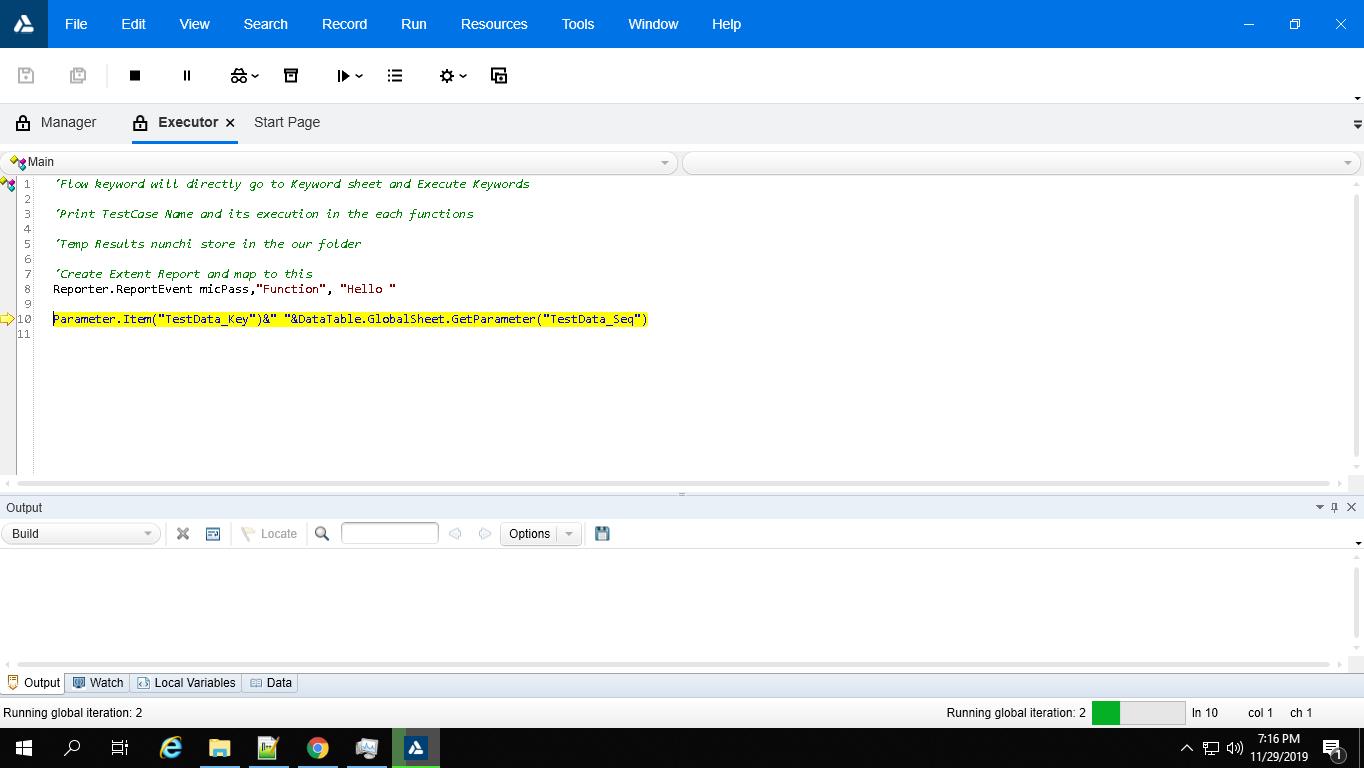 File Edit View Search Record Run Resources Tools Window Help
Manager Executor Start Page
Main
1 'Flow keyword will directly go to Keyword sheet and Execute Keywords
2
3 'Print TestCase Name and its execution in the each functions
4
5 'Temp Results nunchi store in the our folder
6
7 'Create Extent Report and map to this
8 Reporter.ReportEvent micPass,"Function", "Hello "
9
10 Parameter.Item("TestData_Key")&" "&DataTable.GlobalSheet.GetParameter("TestData_Seq")
11
Output
Build Locate Options
Output Watch Local Variables Data
Running global iteration: 2 Running global iteration: 2 ln 10 col 1 ch 1
7:16 PM
11/29/2019
1